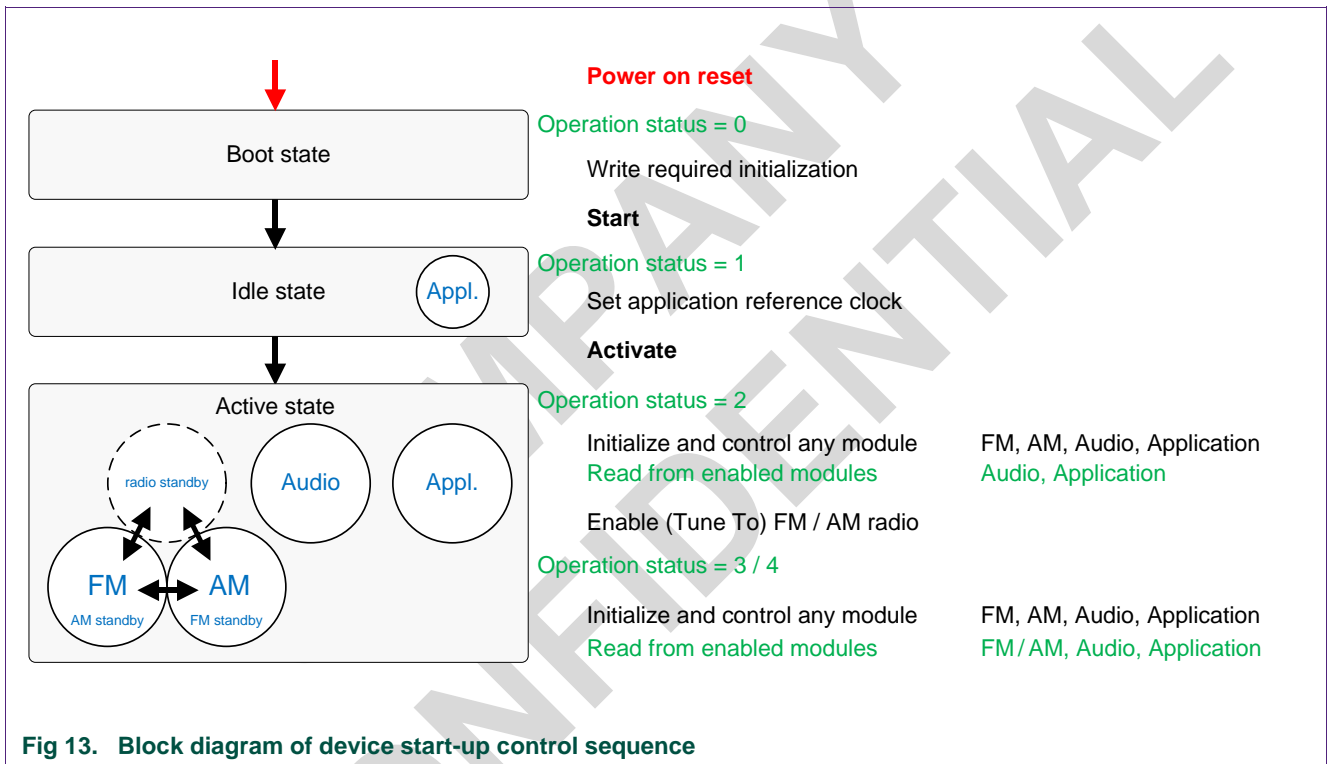 Power on reset
Operation status = 0
Boot state
Write required initialization
Start
Operation status = 1
Idle state
Appl.
Set application reference clock
Activate
Operation status = 2
Active state
Initialize and control any module FM, AM, Audio, Application
Read from enabled modules Audio, Application
radio standby
Audio
Appl.
Enable (Tune To) FM / AM radio
Operation status = 3 / 4
FM
AM standby
AM
FM standby
Initialize and control any module FM, AM, Audio, Application
Read from enabled modules FM/AM, Audio, Application
Fig 13. Block diagram of device start-up control sequence